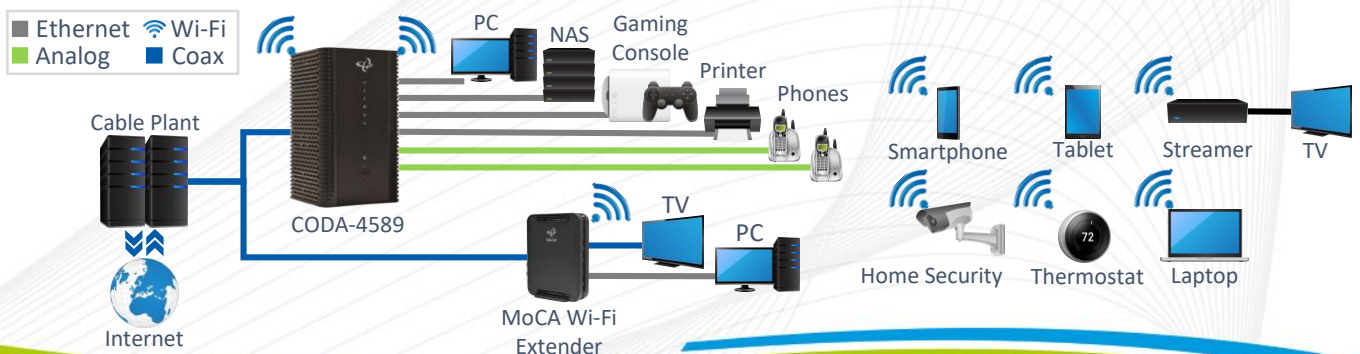 Ethernet Wi-Fi
Analog Coax
PC
NAS
Gaming
Console
Printer
Phones
Cable Plant
CODA-4589
Internet
TV
PC
MoCA Wi-Fi
Extender
Smartphone
Tablet
Streamer
TV
72
Home Security
Thermostat
Laptop